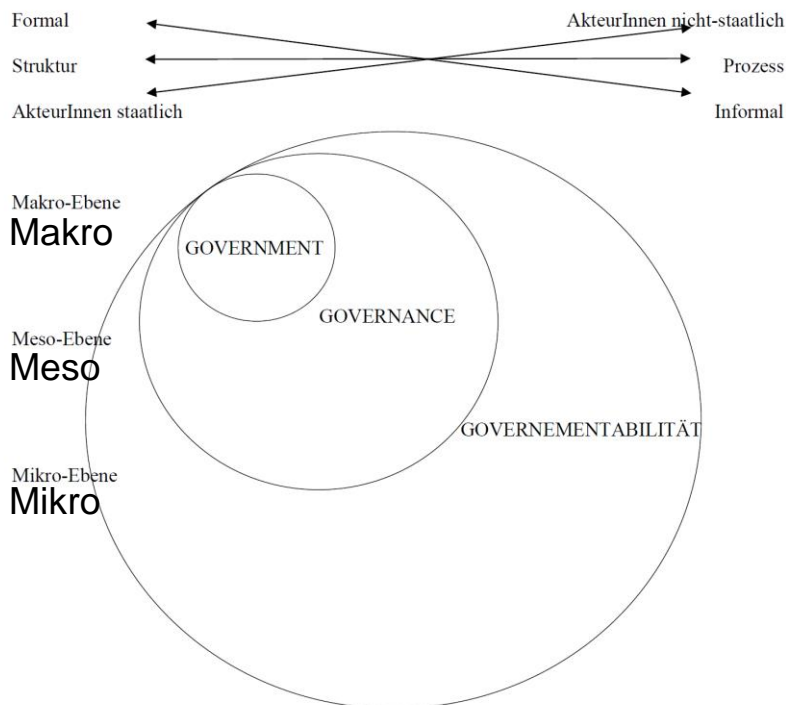 Formal
AkteurInnen nicht-staatlich
Struktur
Prozess
AkteurInnen staatlich
Informal
Makro-Ebene
Makro
GOVERNMENT
GOVERNANCE
Meso-Ebene
Meso
GOVERNEMENTABILITÄT
Mikro-Ebene
Mikro